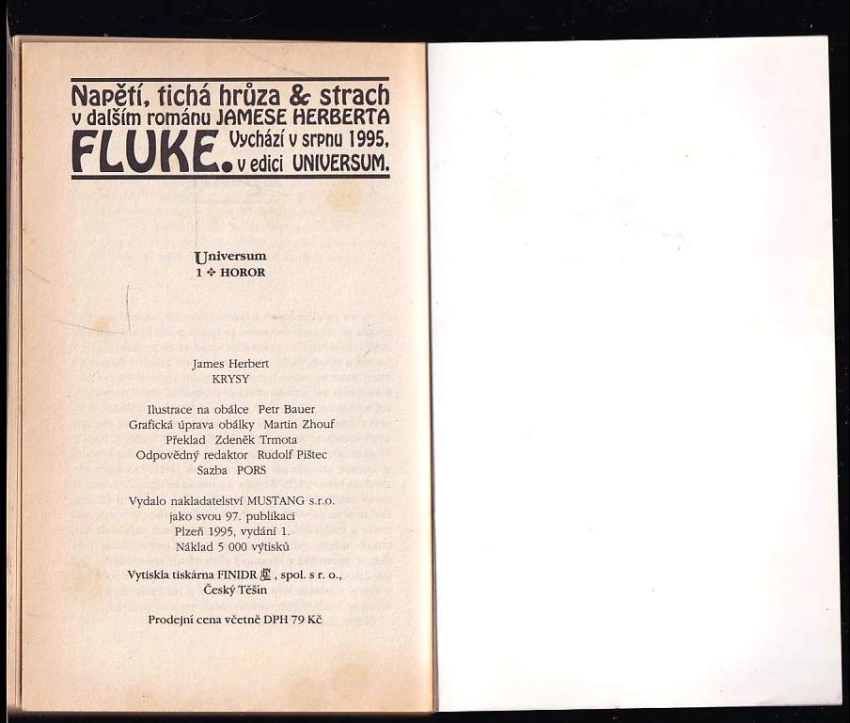 Napětí, tichá hrůza & strach
v dalším románu JAMESE HERBERTA
FLUKE. Vychází v srpnu 1995,
v edici UNIVERSUM.
Universum
1 ✣ HOROR
James Herbert
KRYSY
Ilustrace na obálce Petr Bauer
Grafická úprava obálky Martin Zhouf
Překlad Zdeněk Trmota
Odpovědný redaktor Rudolf Pištec
Sazba PORS
Vydalo nakladatelství MUSTANG s.r.o.
jako svou 97. publikaci
Plzeň 1995, vydání 1.
Náklad 5 000 výtisků
Vytiskla tiskárna FINIDR , spol. s r. o.,
Český Těšín
Prodejní cena včetně DPH 79 Kč